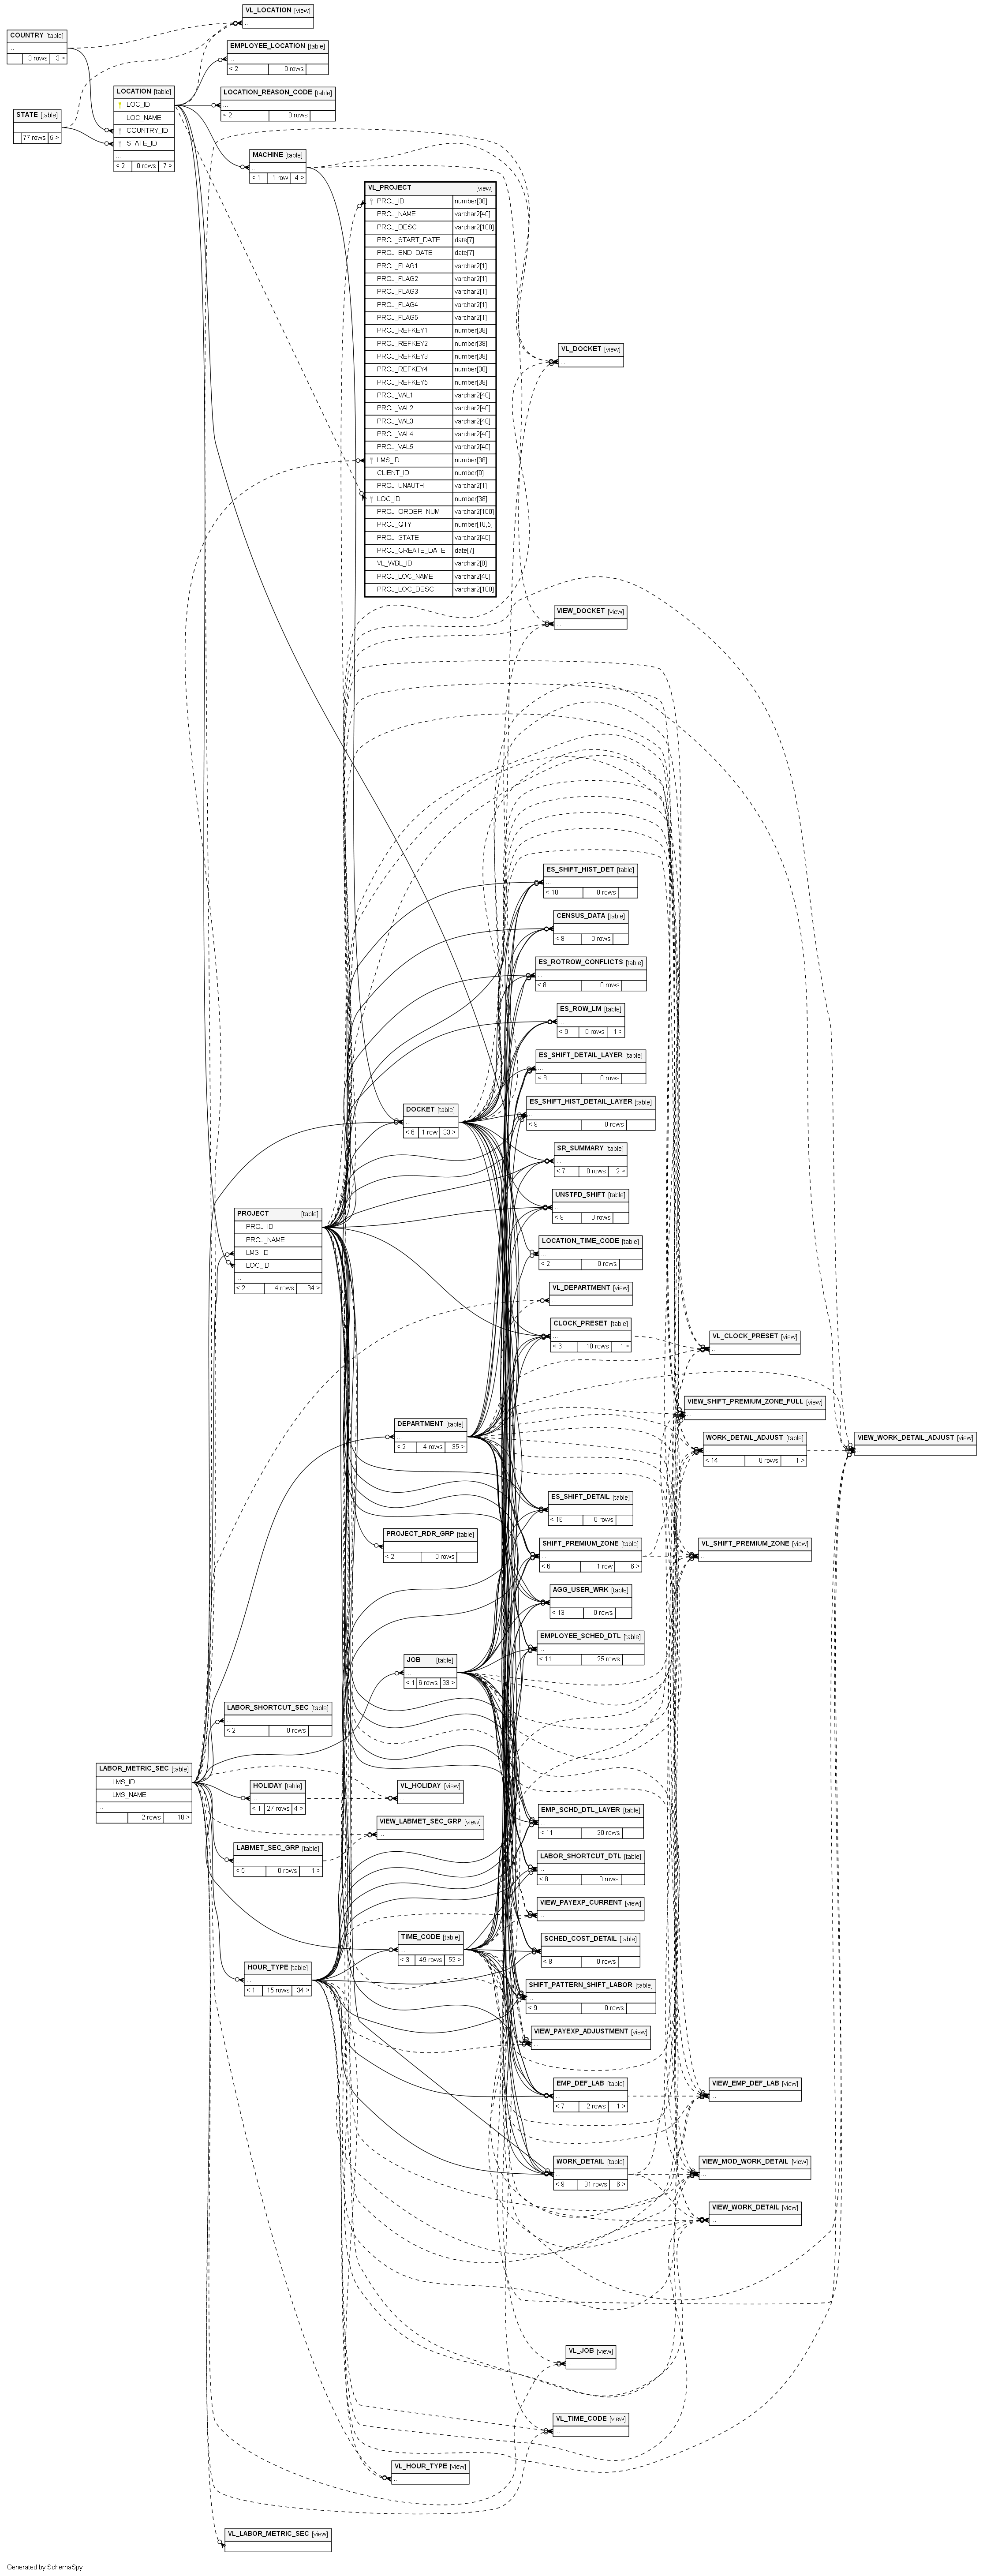 VL_LOCATION [view]
...
COUNTRY [table]
...
3 rows 3 >
EMPLOYEE_LOCATION [table]
...
< 2 0 rows
LOCATION [table]
LOC_ID
LOC_NAME
COUNTRY_ID
STATE_ID
...
< 2 0 rows 7 >
LOCATION_REASON_CODE [table]
...
< 2 0 rows
STATE [table]
...
77 rows 5 >
MACHINE [table]
...
< 1 1 row 4 >
VL_PROJECT [view]
PROJ_ID number[38]
PROJ_NAME varchar2[40]
PROJ_DESC varchar2[100]
PROJ_START_DATE date[7]
PROJ_END_DATE date[7]
PROJ_FLAG1 varchar2[1]
PROJ_FLAG2 varchar2[1]
PROJ_FLAG3 varchar2[1]
PROJ_FLAG4 varchar2[1]
PROJ_FLAG5 varchar2[1]
PROJ_REFKEY1 number[38]
PROJ_REFKEY2 number[38]
PROJ_REFKEY3 number[38]
PROJ_REFKEY4 number[38]
PROJ_REFKEY5 number[38]
PROJ_VAL1 varchar2[40]
PROJ_VAL2 varchar2[40]
PROJ_VAL3 varchar2[40]
PROJ_VAL4 varchar2[40]
PROJ_VAL5 varchar2[40]
LMS_ID number[38]
CLIENT_ID number[0]
PROJ_UNAUTH varchar2[1]
LOC_ID number[38]
PROJ_ORDER_NUM varchar2[100]
PROJ_QTY number[10,5]
PROJ_STATE varchar2[40]
PROJ_CREATE_DATE date[7]
VL_WBL_ID varchar2[0]
PROJ_LOC_NAME varchar2[40]
PROJ_LOC_DESC varchar2[100]
VL_DOCKET [view]
...
VIEW_DOCKET [view]
...
ES_SHIFT_HIST_DET [table]
...
< 10 0 rows
CENSUS_DATA [table]
...
< 8 0 rows
ES_ROTROW_CONFLICTS [table]
...
< 8 0 rows
ES_ROW_LM [table]
...
< 9 0 rows 1 >
ES_SHIFT_DETAIL_LAYER [table]
...
< 8 0 rows
ES_SHIFT_HIST_DETAIL_LAYER [table]
...
< 9 0 rows
DOCKET [table]
...
< 6 1 row 33 >
SR_SUMMARY [table]
...
< 7 0 rows 2 >
UNSTFD_SHIFT [table]
...
< 9 0 rows
PROJECT [table]
PROJ_ID
PROJ_NAME
LMS_ID
LOC_ID
...
< 2 4 rows 34 >
LOCATION_TIME_CODE [table]
...
< 2 0 rows
VL_DEPARTMENT [view]
...
CLOCK_PRESET [table]
...
< 6 10 rows 1 >
VL_CLOCK_PRESET [view]
...
VIEW_SHIFT_PREMIUM_ZONE_FULL [view]
...
DEPARTMENT [table]
...
< 2 4 rows 35 >
WORK_DETAIL_ADJUST [table]
...
< 14 0 rows 1 >
VIEW_WORK_DETAIL_ADJUST [view]
...
ES_SHIFT_DETAIL [table]
...
< 16 0 rows
PROJECT_RDR_GRP [table]
...
< 2 0 rows
SHIFT_PREMIUM_ZONE [table]
...
< 6 1 row 6 >
VL_SHIFT_PREMIUM_ZONE [view]
...
AGG_USER_WRK [table]
...
< 13 0 rows
EMPLOYEE_SCHED_DTL [table]
...
< 11 25 rows
JOB [table]
...
< 1 6 rows 93 >
LABOR_SHORTCUT_SEC [table]
...
< 2 0 rows
LABOR_METRIC_SEC [table]
LMS_ID
LMS_NAME
...
2 rows 18 >
HOLIDAY [table]
...
< 1 27 rows 4 >
VL_HOLIDAY [view]
...
EMP_SCHD_DTL_LAYER [table]
...
< 11 20 rows
VIEW_LABMET_SEC_GRP [view]
...
LABMET_SEC_GRP [table]
...
< 5 0 rows 1 >
LABOR_SHORTCUT_DTL [table]
...
< 8 0 rows
VIEW_PAYEXP_CURRENT [view]
...
TIME_CODE [table]
...
< 3 49 rows 52 >
SCHED_COST_DETAIL [table]
...
< 8 0 rows
HOUR_TYPE [table]
...
< 1 15 rows 34 >
SHIFT_PATTERN_SHIFT_LABOR [table]
...
< 9 0 rows
VIEW_PAYEXP_ADJUSTMENT [view]
...
EMP_DEF_LAB [table]
...
< 7 2 rows 1 >
VIEW_EMP_DEF_LAB [view]
...
WORK_DETAIL [table]
...
< 9 31 rows 6 >
VIEW_MOD_WORK_DETAIL [view]
...
VIEW_WORK_DETAIL [view]
...
VL_JOB [view]
...
VL_TIME_CODE [view]
...
VL_HOUR_TYPE [view]
...
VL_LABOR_METRIC_SEC [view]
...
Generated by SchemaSpy